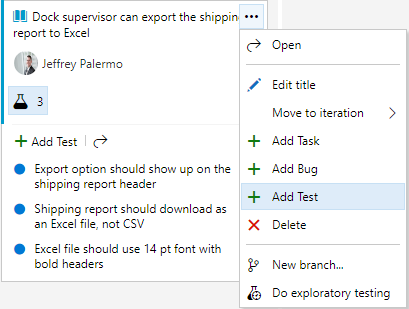 Dock supervisor can export the shipping
report to Excel
Jeffrey Palermo
3
Add Test
Export option should show up on the
shipping report header
Shipping report should download as
an Excel file, not CSV
Excel file should use 14 pt font with
bold headers
Open
Edit title
Move to iteration
Add Task
Add Bug
Add Test
Delete
New branch...
Do exploratory testing